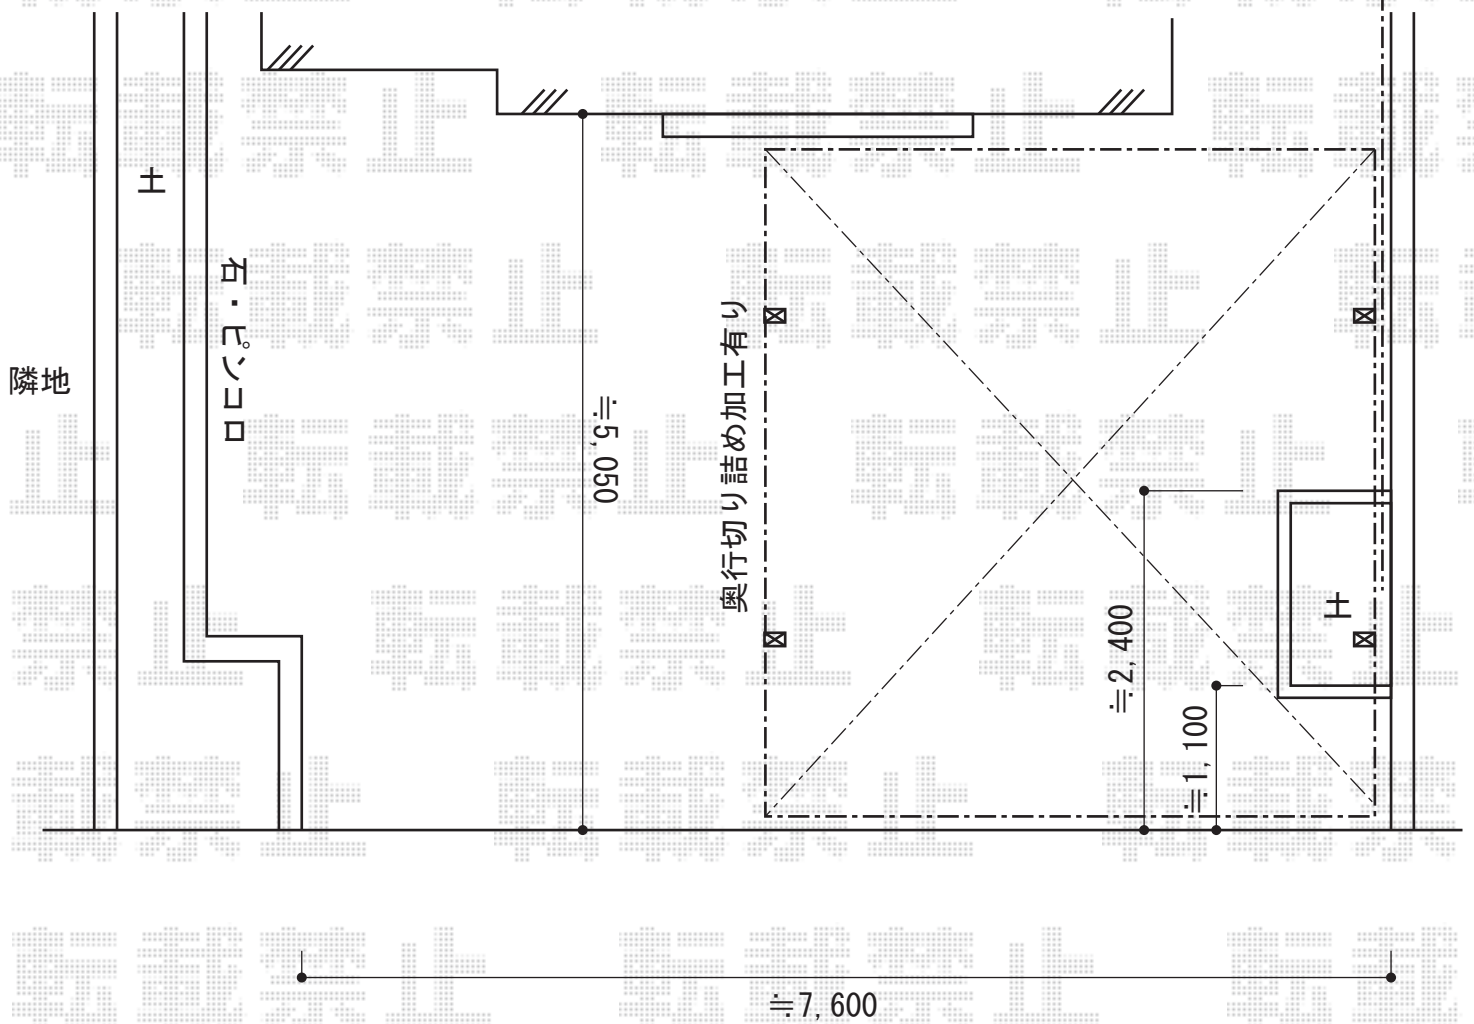 土
石・ピンコロ
隣地
≒5,050
奥行切り詰め加工有り
土
≒2,400
≒1,100
≒7,600
転載禁止